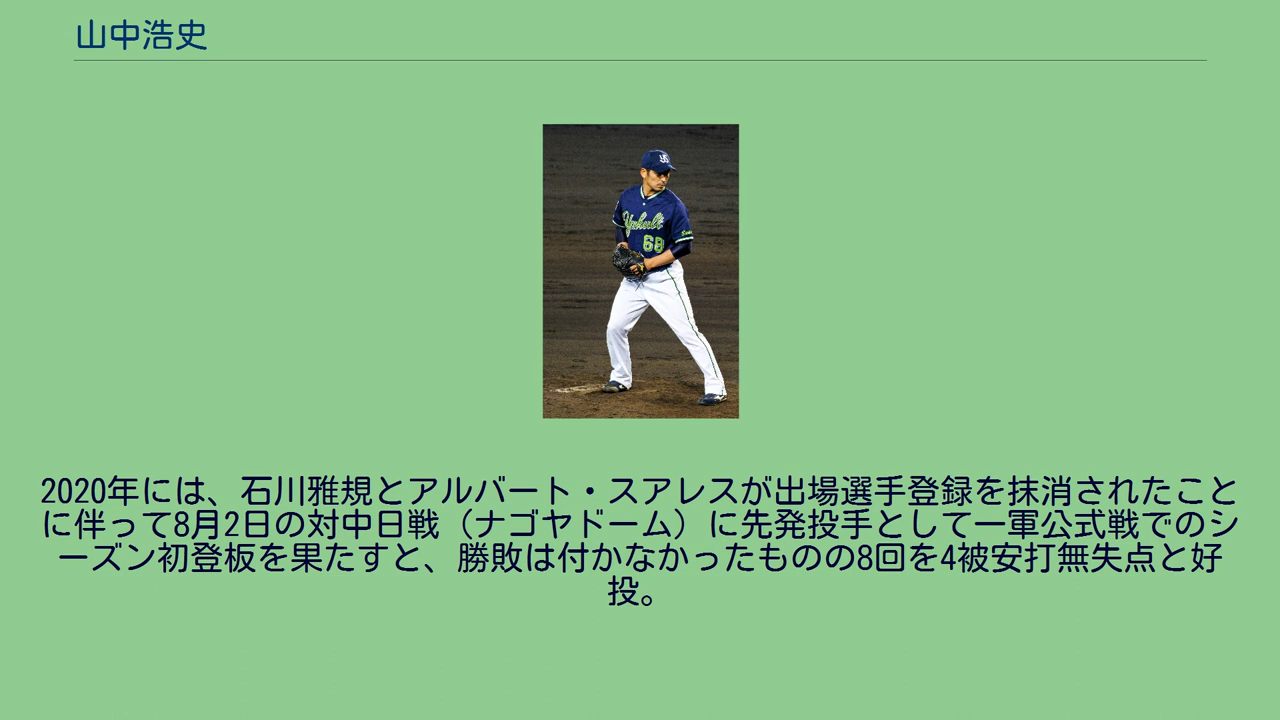 山中浩史
Yakult
68
2020年には、石川雅規とアルバート・スアレスが出場選手登録を抹消されたこと
に伴って8月2日の対中日戦（ナゴヤドーム）に先発投手として一軍公式戦でのシ
ーズン初登板を果たすと、勝敗は付かなかったものの8回を4被安打無失点と好
投。